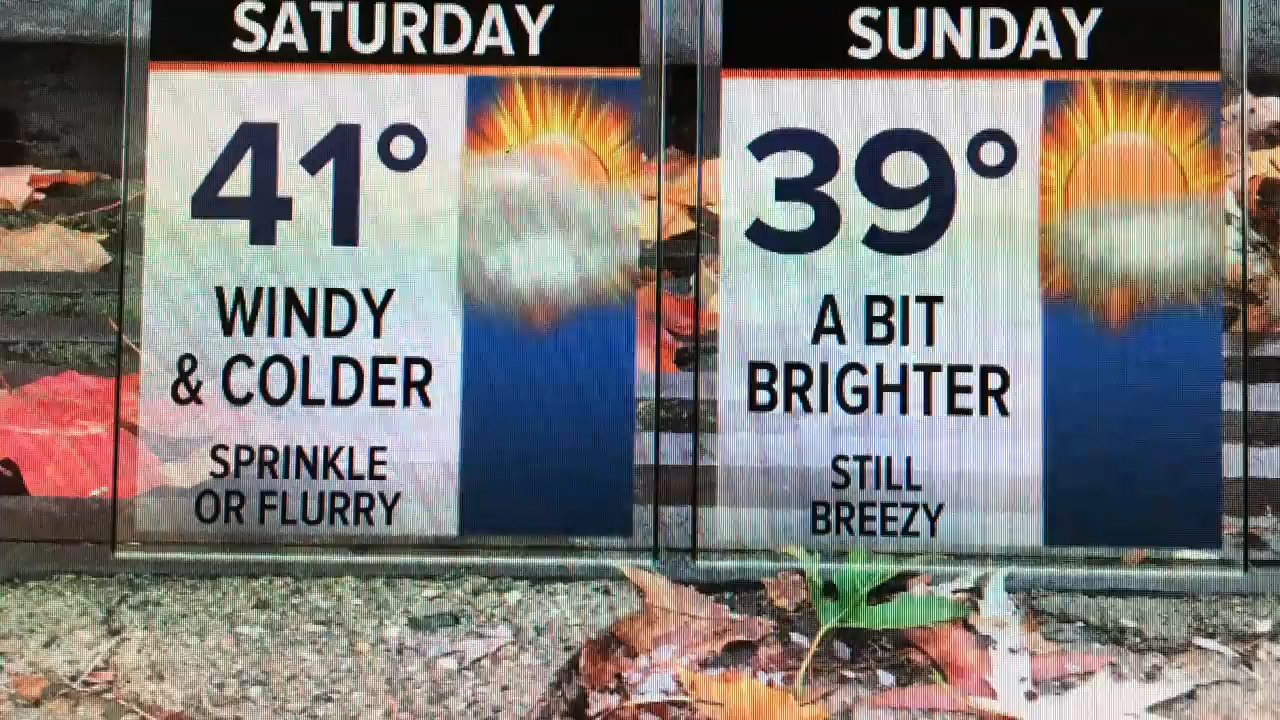 SATURDAY
41°
WINDY
& COLDER
SPRINKLE
OR FLURRY
SUNDAY
39°
A BIT
BRIGHTER
STILL
BREEZY